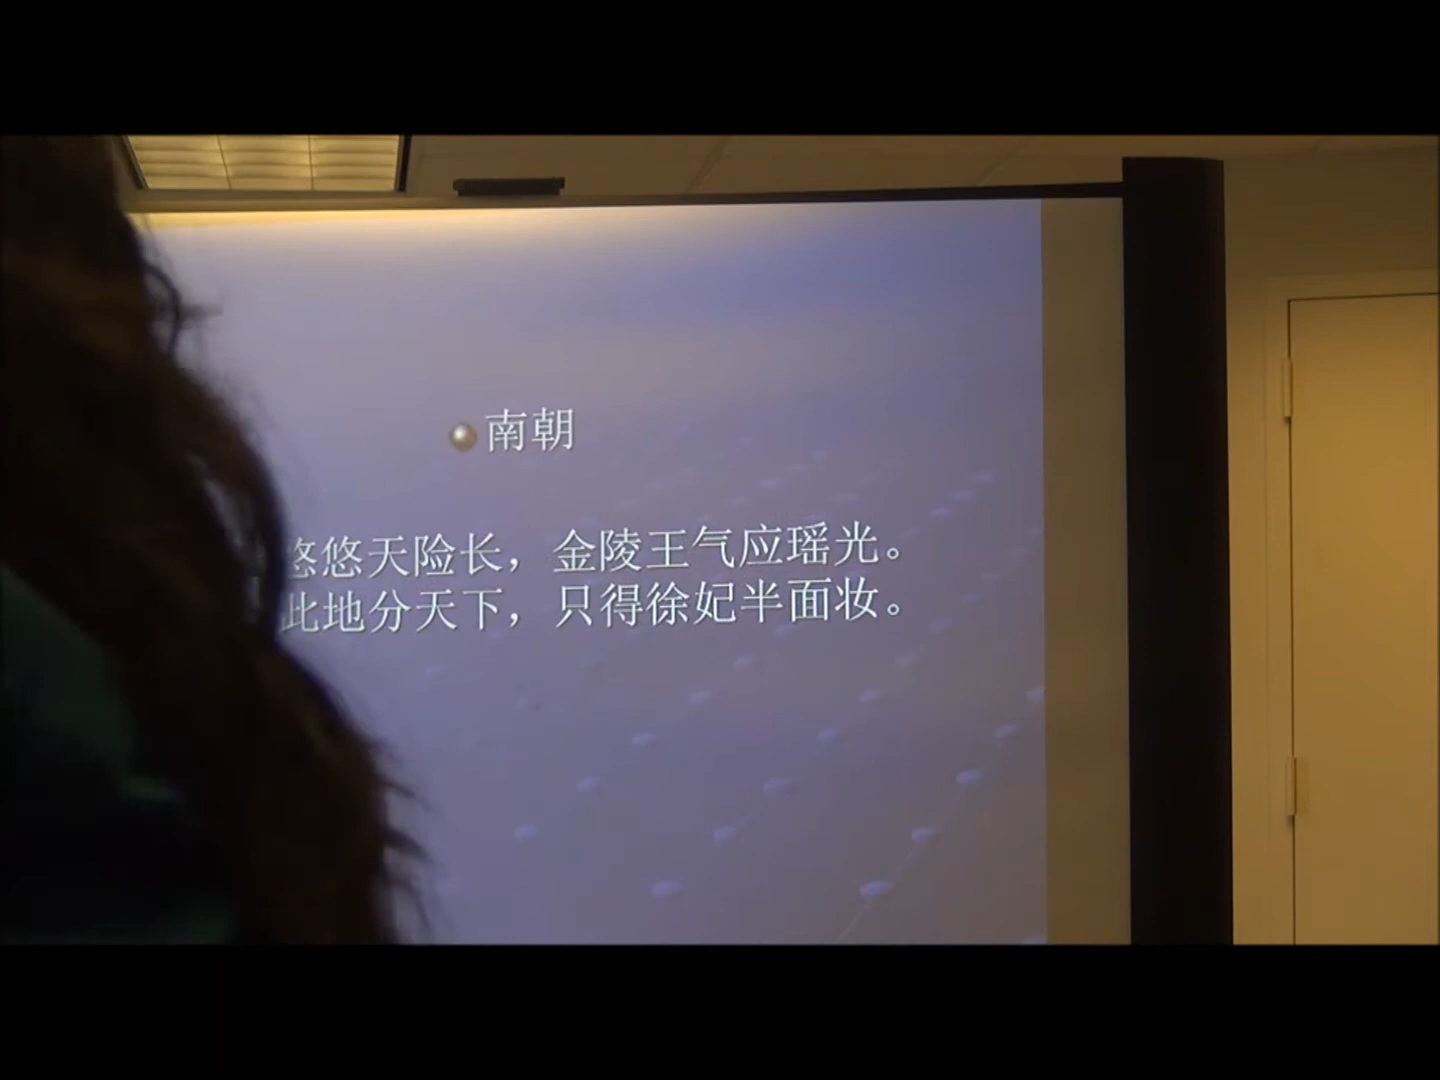 南朝
悠悠天险长，金陵王气应瑶光。
此地分天下，只得徐妃半面妆。